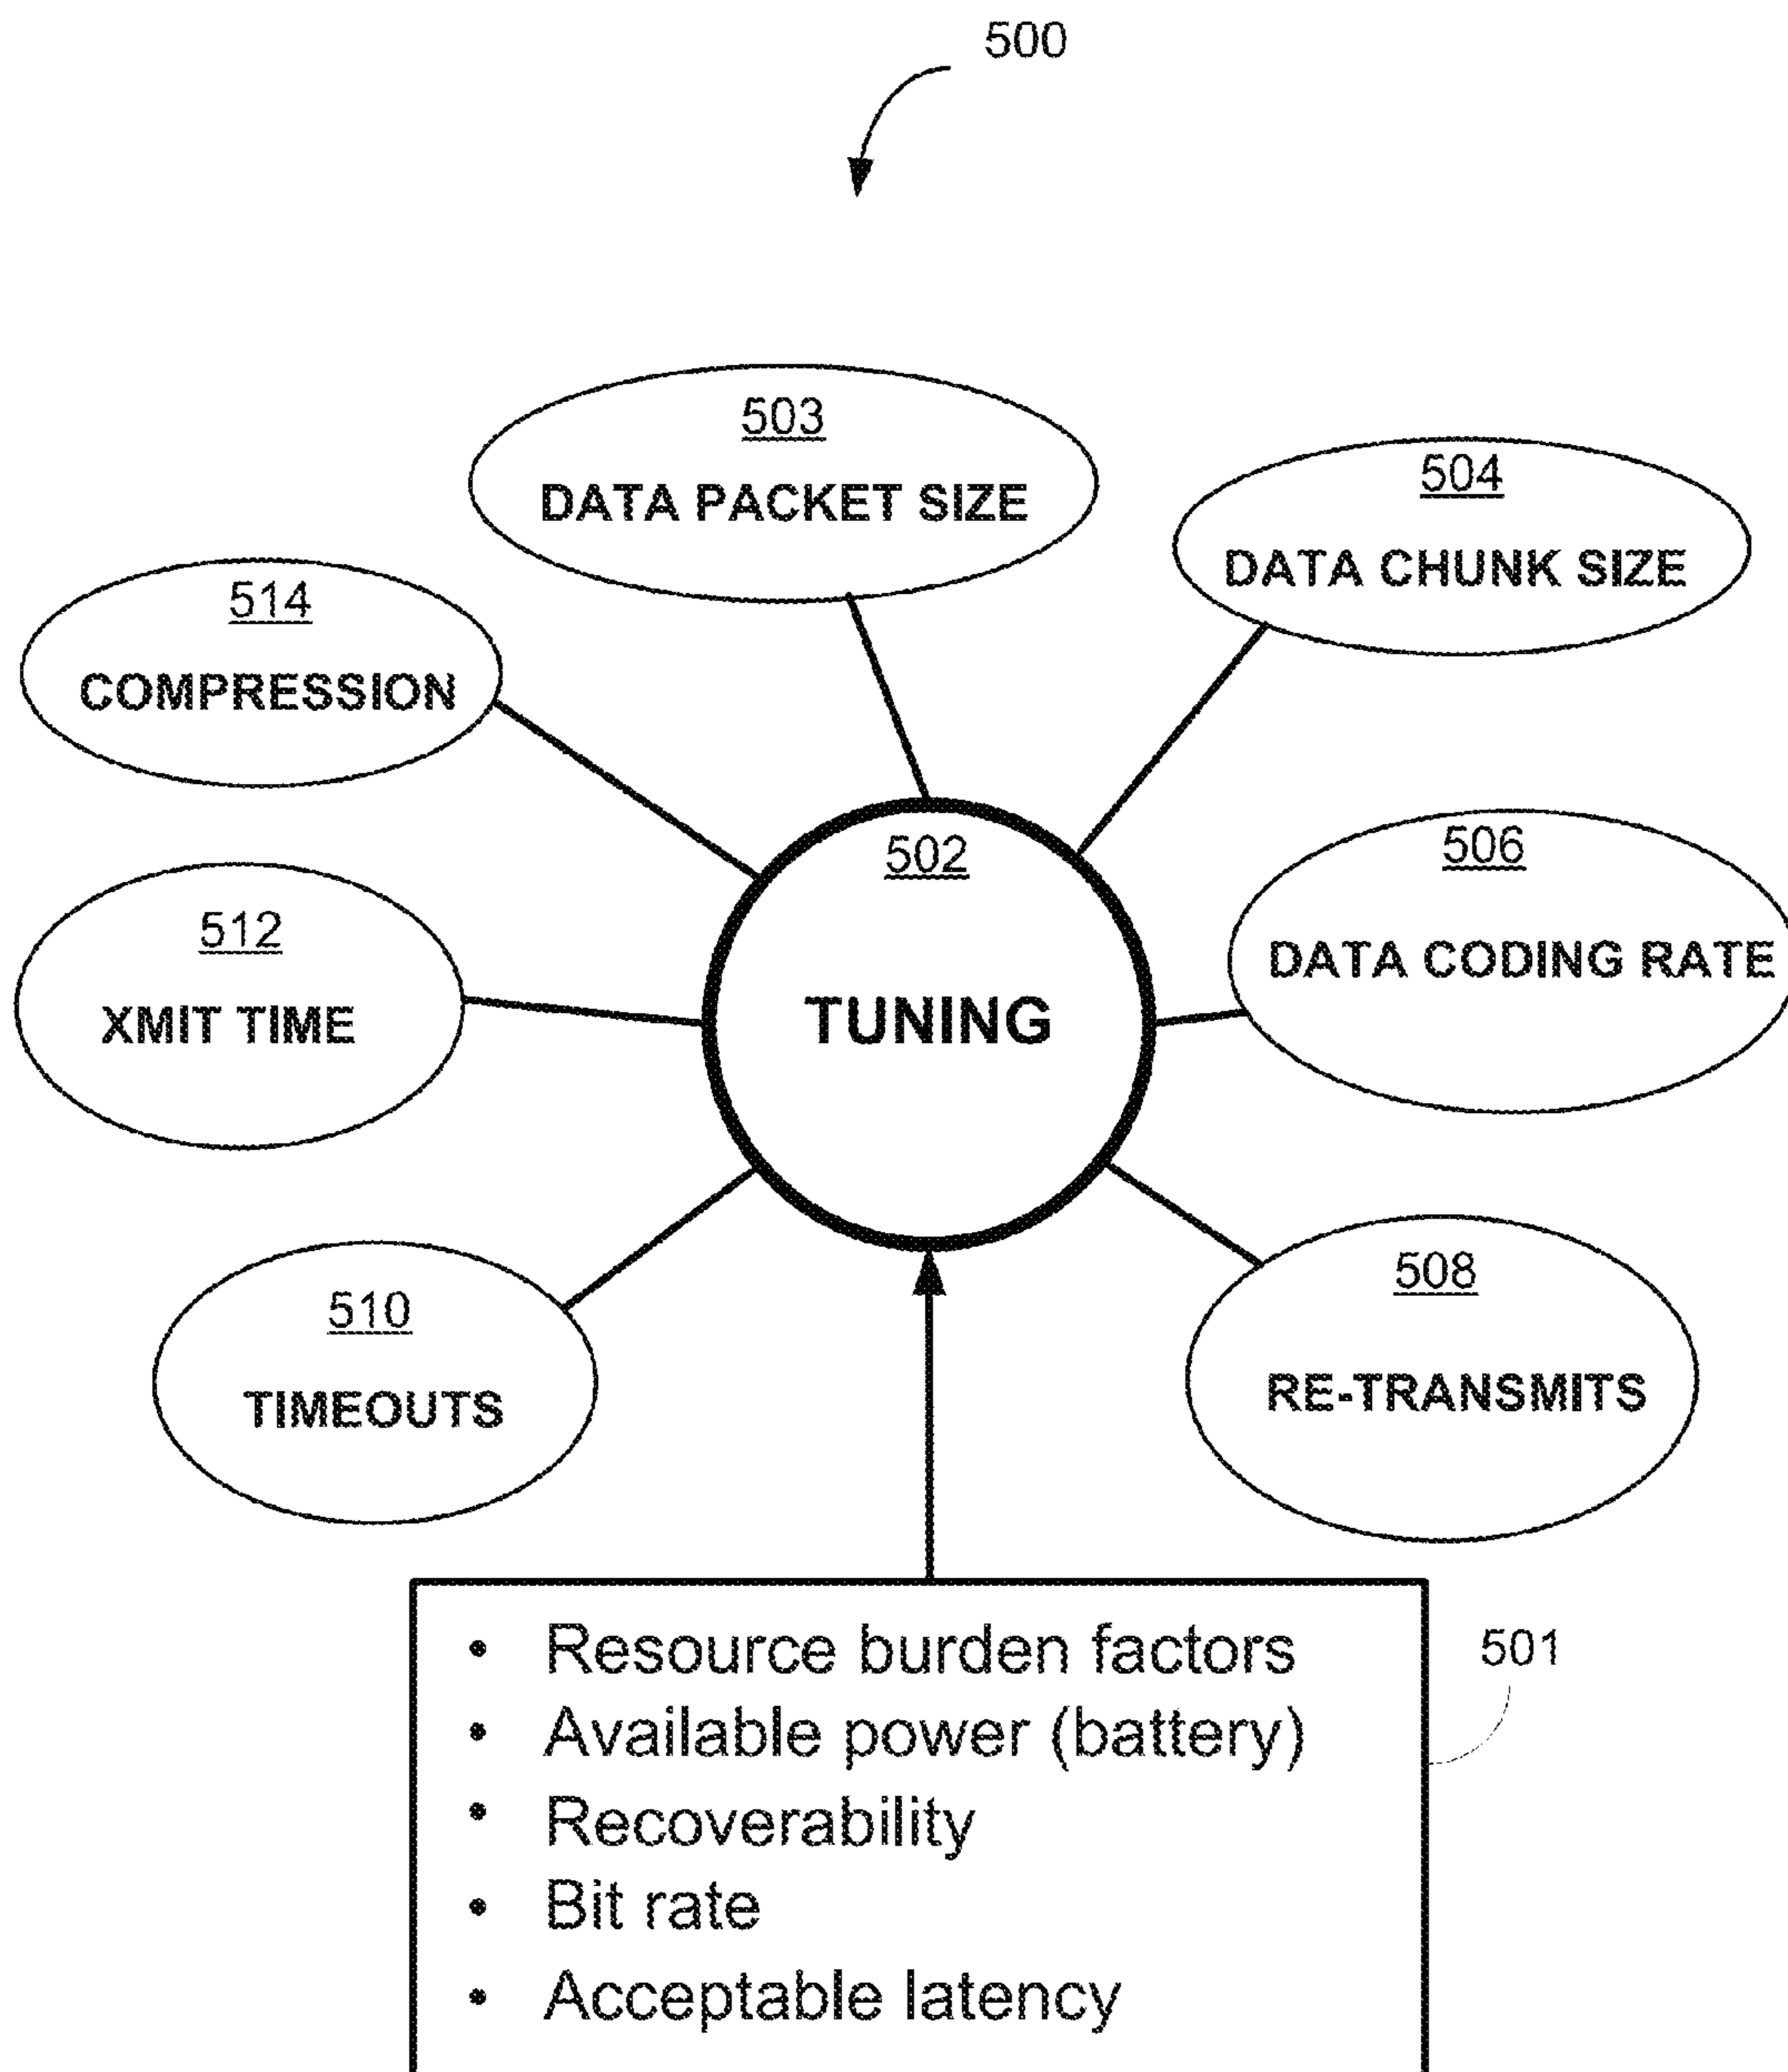 500
503
DATA PACKET SIZE
504
DATA CHUNK SIZE
514
COMPRESSION
502
TUNING
506
DATA CODING RATE
512
XMIT TIME
510
TIMEOUTS
508
RE-TRANSMITS
501
• Resource burden factors
• Available power (battery)
• Recoverability
• Bit rate
• Acceptable latency